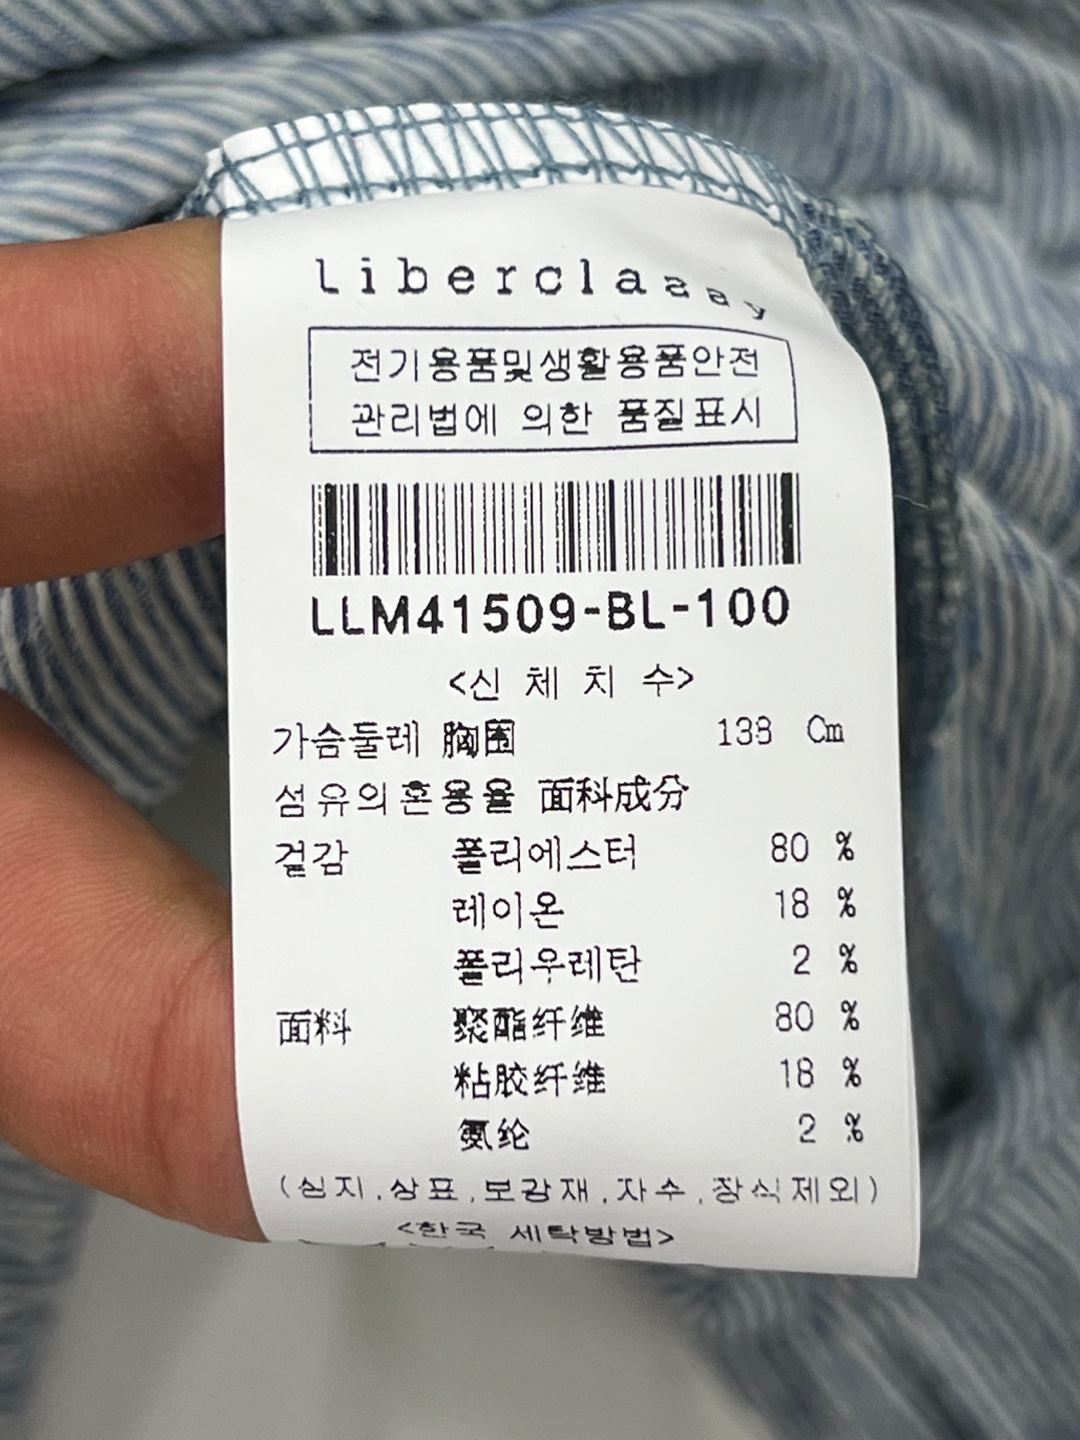 Liberclassy
전기용품및생활용품안전
관리법에 의한 품질표시
LLM41509-BL-100
<신 체 치 수>
가슴둘레 胸围 138 Cm
섬유의혼용율 面科成分
겉감 폴리에스터 80 %
레이온 18 %
폴리우레탄 2 %
面料 聚酯纤维 80 %
粘胶纤维 18 %
氨纶 2 %
(심지,상표,보강재,자수,장식제외)
<한국 세탁방법>